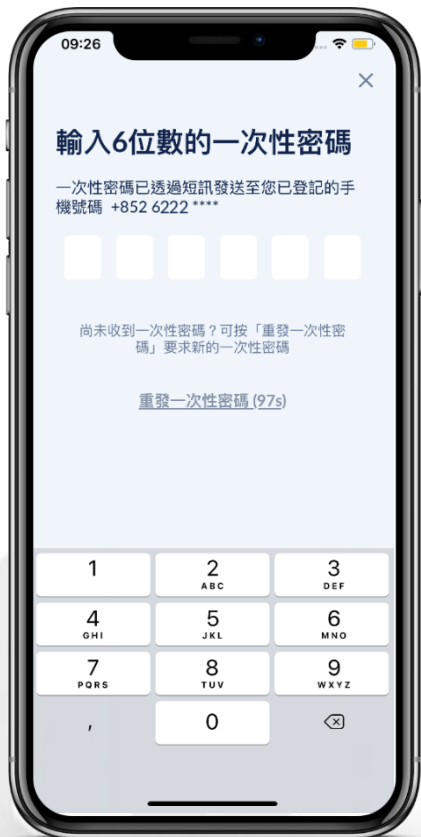 09:26
輸入6位數的一次性密碼
一次性密碼已透過短訊發送至您已登記的手
機號碼 +852 6222 ****
尚未收到一次性密碼？可按「重發一次性密
碼」要求新的一次性密碼
重發一次性密碼 (97s)
1 2 3
ABC DEF
4 5 6
GHI JKL MNO
7 8 9
PQRS TUV WXYZ
, 0